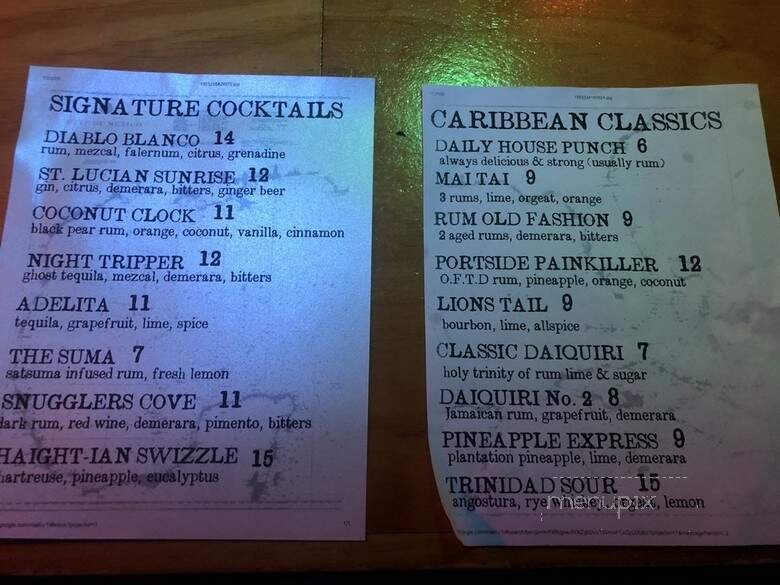 SIGNATURE COCKTAILS
DIABLO BLANCO 14
rum, mezcal, falernum, citrus, grenadine
ST. LUCIAN SUNRISE 12
gin, citrus, demerara, bitters, ginger beer
COCONUT CLOCK 11
black pear rum, orange, coconut, vanilla, cinnamon
NIGHT TRIPPER 12
ghost tequila, mezcal, demerara, bitters
ADELITA 11
tequila, grapefruit, lime, spice
THE SUMA 7
satsuma infused rum, fresh lemon
SNUGGLERS COVE 11
dark rum, red wine, demerara, pimento, bitters
HAIGHT-IAN SWIZZLE 15
hartreuse, pineapple, eucalyptus
1/1
CARIBBEAN CLASSICS
DAILY HOUSE PUNCH 6
always delicious & strong (usually rum)
MAI TAI 9
3 rums, lime, orgeat, orange
RUM OLD FASHION 9
2 aged rums, demerara, bitters
PORTSIDE PAINKILLER 12
O.F.T.D rum, pineapple, orange, coconut
LIONS TAIL 9
bourbon, lime, allspice
CLASSIC DAIQUIRI 7
holy trinity of rum lime & sugar
DAIQUIRI No. 2 8
Jamaican rum, grapefruit, demerara
PINEAPPLE EXPRESS 9
plantation pineapple, lime, demerara
TRINIDAD SOUR 15
angostura, rye whiskey, orgeat, lemon
menupix